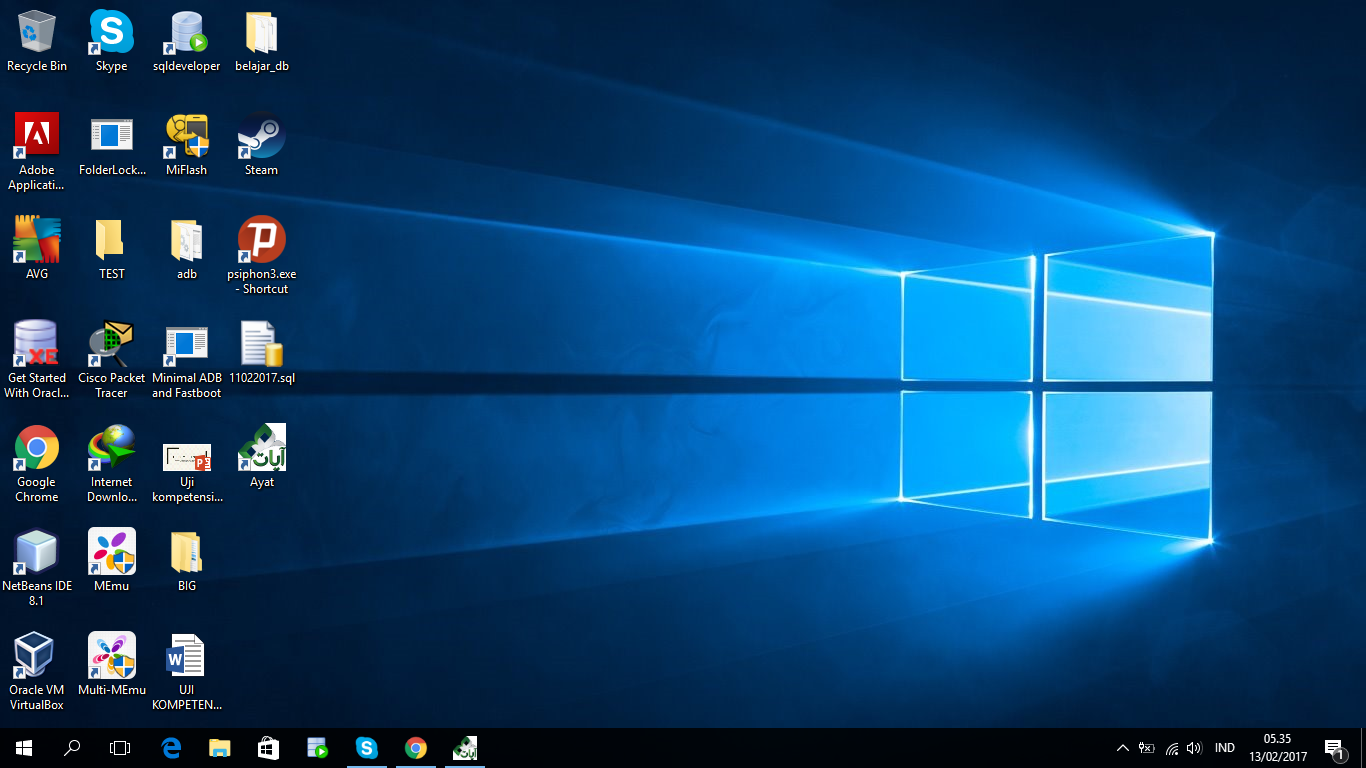 Recycle Bin
Skype
sqldeveloper
belajar_db
Adobe
Applicati...
FolderLock...
MiFlash
Steam
AVG
TEST
adb
psiphon3.exe
- Shortcut
XE
Get Started
With Oracl...
Cisco Packet
Tracer
Minimal ADB
and Fastboot
11022017.sql
Google
Chrome
Internet
Downlo...
Uji
kompetensi...
آيات
Ayat
NetBeans IDE
8.1
MEmu
BIG
Oracle VM
VirtualBox
Multi-MEmu
UJI
KOMPETEN...
IND
05.35
13/02/2017
1